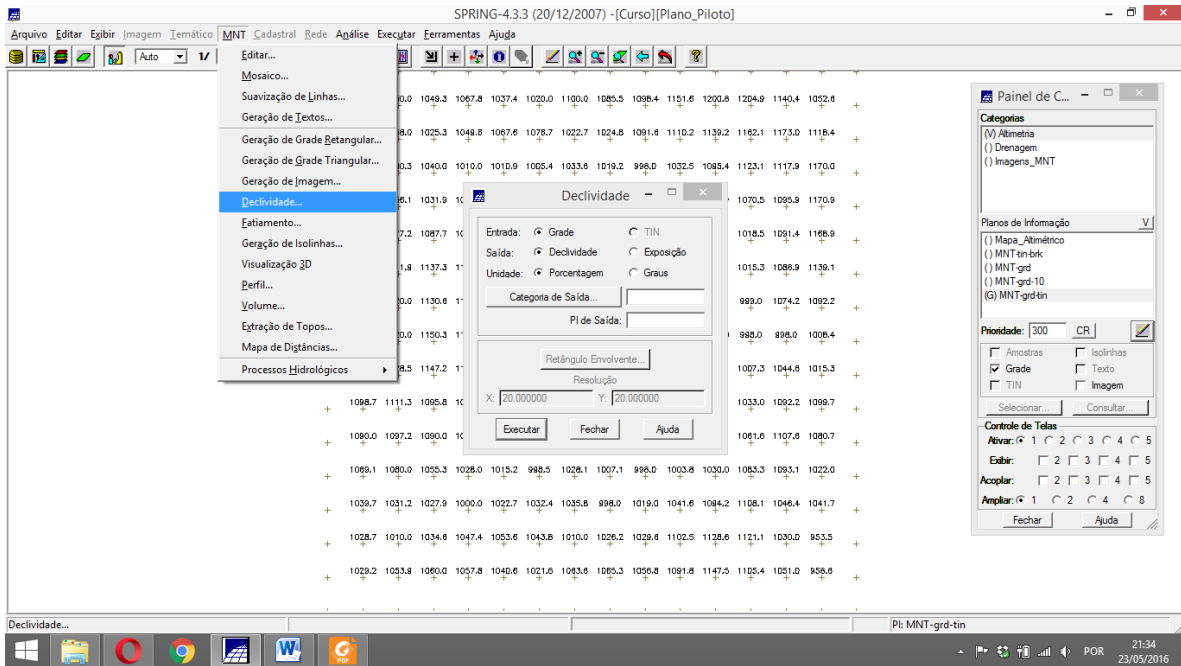 SPRING-4.3.3 (20/12/2007) -[Curso][Plano_Piloto]
Arquivo Editar Exibir Imagem Temático MNT Cadastral Rede Análise Executar Ferramentas Ajuda
Auto 1/
Editar...
Mosaico...
Suavização de Linhas...
Geração de Textos...
Geração de Grade Retangular...
Geração de Grade Triangular...
Geração de Imagem...
Declividade...
Fatiamento...
Geração de Isolinhas...
Visualização 3D
Perfil...
Volume...
Extração de Topos...
Mapa de Distâncias...
Processos Hidrológicos
1049.3 1067.8 1037.4 1020.0 1100.0 1085.5 1098.4 1151.6 1200.8 1204.9 1140.4 1052.6
1025.3 1049.8 1067.6 1076.7 1022.7 1024.8 1091.6 1110.2 1139.2 1182.1 1173.0 1118.4
1040.0 1010.0 1010.9 1005.4 1033.6 1019.2 998.0 1032.5 1085.4 1123.1 1117.9 1170.0
1031.9 1070.5 1095.9 1170.9
1087.7 1018.5 1091.4 1168.9
1137.3 1015.3 1088.9 1139.1
1130.6 989.0 1074.2 1092.2
1150.3 998.0 998.0 1008.4
1147.2 1007.3 1044.6 1015.3
1098.7 1111.3 1095.8 1033.0 1092.2 1099.7
1090.0 1097.2 1090.0 1061.6 1107.6 1080.7
1069.1 1080.0 1055.3 1028.0 1015.2 998.5 1028.1 1007.1 998.0 1003.8 1030.0 1083.3 1093.1 1022.0
1039.7 1031.2 1027.9 1000.0 1022.7 1032.4 1035.8 998.0 1019.0 1041.6 1094.2 1108.1 1046.4 1041.7
1028.7 1010.0 1034.6 1047.4 1053.6 1043.8 1010.0 1026.2 1029.6 1102.5 1128.6 1121.1 1030.0 953.5
1029.2 1053.9 1060.0 1057.8 1040.6 1021.6 1063.6 1065.3 1056.8 1091.8 1147.5 1105.4 1051.0 958.6
Declividade
Entrada: Grade TIN
Saída: Declividade Exposição
Unidade: Porcentagem Graus
Categoria de Saída...
PI de Saída:
Retângulo Envolvente...
Resolução
X: 20.000000 Y: 20.000000
Executar Fechar Ajuda
Painel de C...
Categorias
(V) Altimetria
( ) Drenagem
( ) Imagens_MNT
Planos de Informação V
( ) Mapa_Altimétrico
( ) MNT-tin-brk
( ) MNT-grd
( ) MNT-grd-10
(G) MNT-grd-tin
Prioridade: 300 CR
Amostras Isolinhas
Grade Texto
TIN Imagem
Selecionar... Consultar...
Controle de Telas
Ativar: 1 2 3 4 5
Exibir: 2 3 4 5
Acoplar: 2 3 4 5
Ampliar: 1 2 4 8
Fechar Ajuda
Declividade... PI: MNT-grd-tin
POR
21:34
23/05/2016